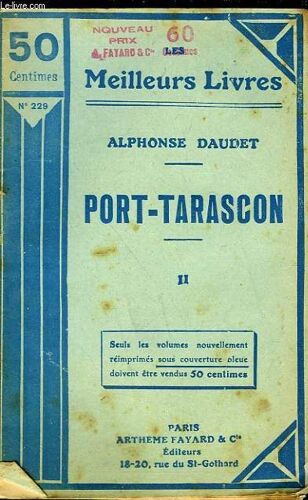 50
Centimes
N° 229
NOUVEAU
PRIX 60
A. FAYARD & Cie
LES
Meilleurs Livres
ALPHONSE DAUDET
PORT-TARASCON
II
Seuls les volumes nouvellement
réimprimés sous couverture bleue
doivent être vendus 50 centimes
PARIS
ARTHÈME FAYARD & Cie
Éditeurs
18-20, rue du St-Gothard